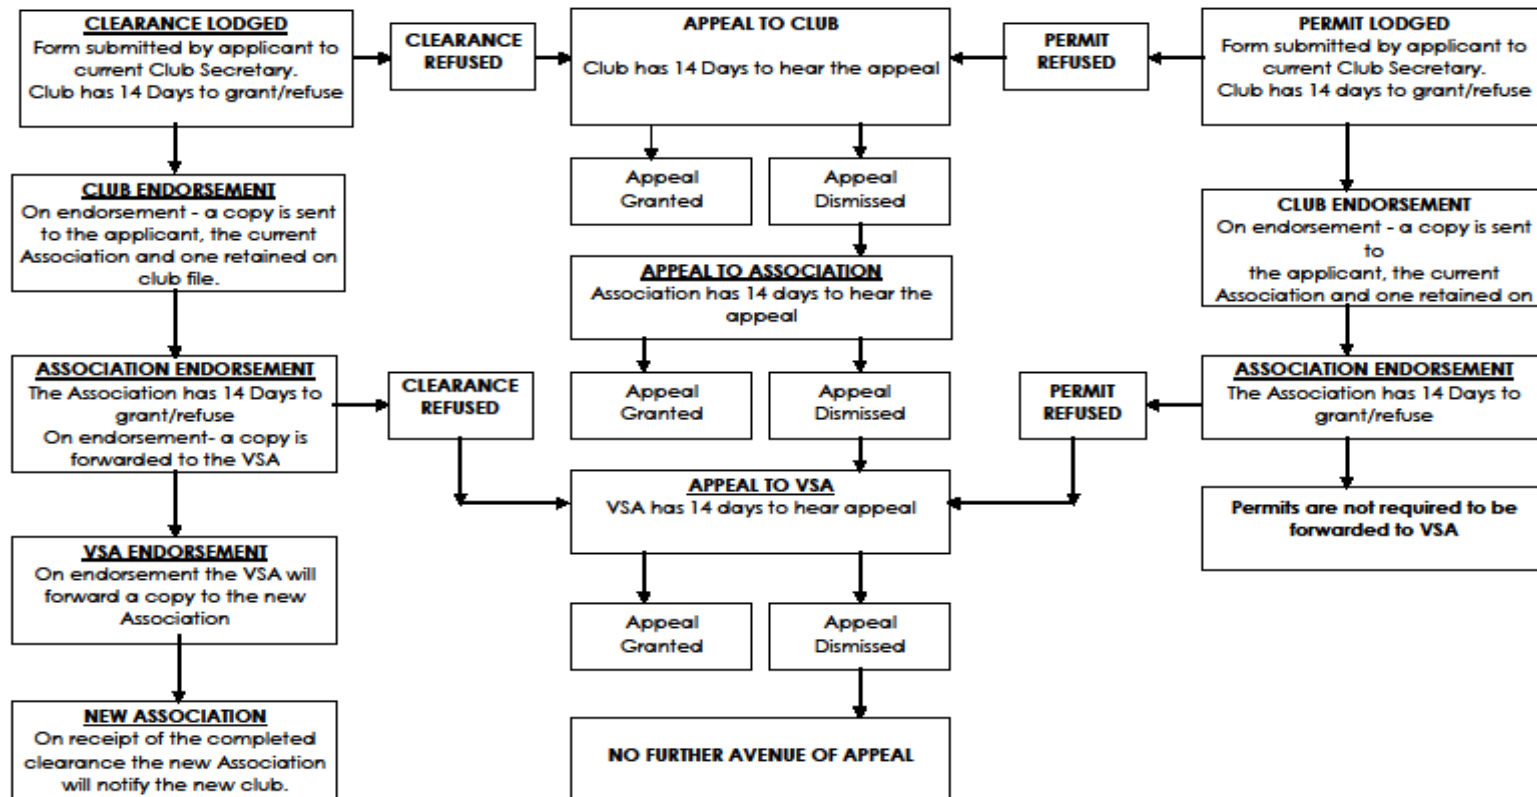 CLEARANCE LODGED
Form submitted by applicant to
current Club Secretary.
Club has 14 Days to grant/refuse
CLEARANCE
REFUSED
APPEAL TO CLUB
Club has 14 Days to hear the appeal
PERMIT
REFUSED
PERMIT LODGED
Form submitted by applicant to
current Club Secretary.
Club has 14 days to grant/refuse
CLUB ENDORSEMENT
On endorsement - a copy is sent
to the applicant, the current
Association and one retained on
club file.
Appeal
Granted
Appeal
Dismissed
CLUB ENDORSEMENT
On endorsement - a copy is sent
to
the applicant, the current
Association and one retained on
APPEAL TO ASSOCIATION
Association has 14 days to hear the
appeal
ASSOCIATION ENDORSEMENT
The Association has 14 Days to
grant/refuse
On endorsement- a copy is
forwarded to the VSA
CLEARANCE
REFUSED
Appeal
Granted
Appeal
Dismissed
PERMIT
REFUSED
ASSOCIATION ENDORSEMENT
The Association has 14 Days to
grant/refuse
APPEAL TO VSA
VSA has 14 days to hear appeal
Permits are not required to be
forwarded to VSA
VSA ENDORSEMENT
On endorsement the VSA will
forward a copy to the new
Association
Appeal
Granted
Appeal
Dismissed
NEW ASSOCIATION
On receipt of the completed
clearance the new Association
will notify the new club.
NO FURTHER AVENUE OF APPEAL